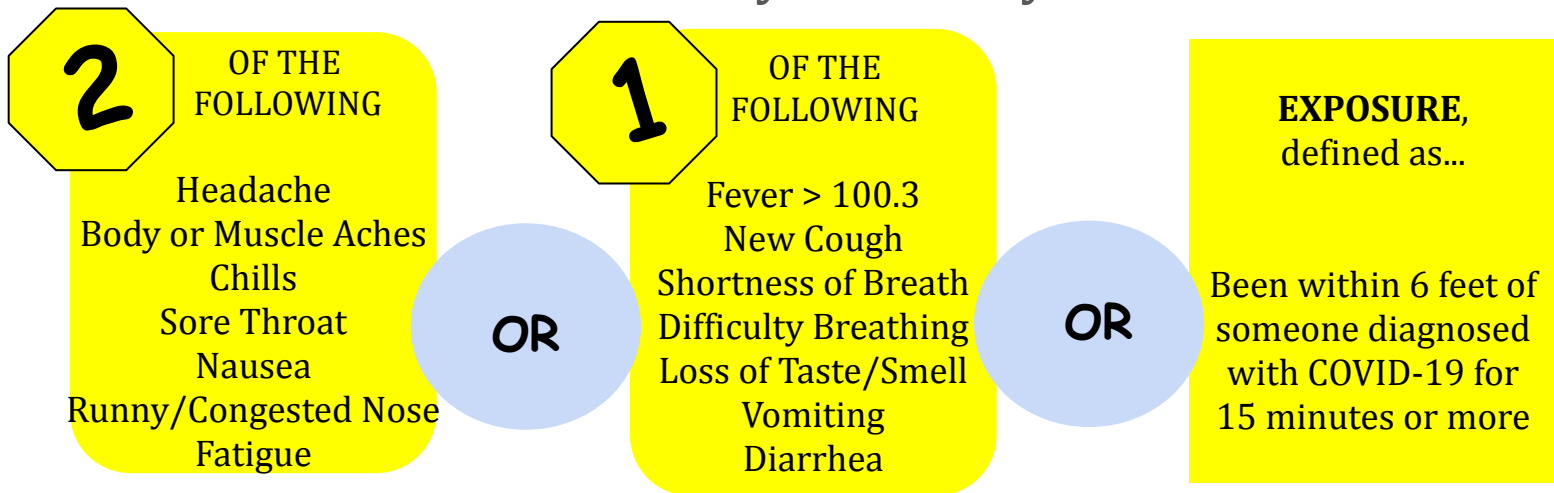 2
OF THE
FOLLOWING
Headache
Body or Muscle Aches
Chills
Sore Throat
Nausea
Runny/Congested Nose
Fatigue
OR
1
OF THE
FOLLOWING
Fever > 100.3
New Cough
Shortness of Breath
Difficulty Breathing
Loss of Taste/Smell
Vomiting
Diarrhea
OR
EXPOSURE,
defined as...
Been within 6 feet of
someone diagnosed
with COVID-19 for
15 minutes or more